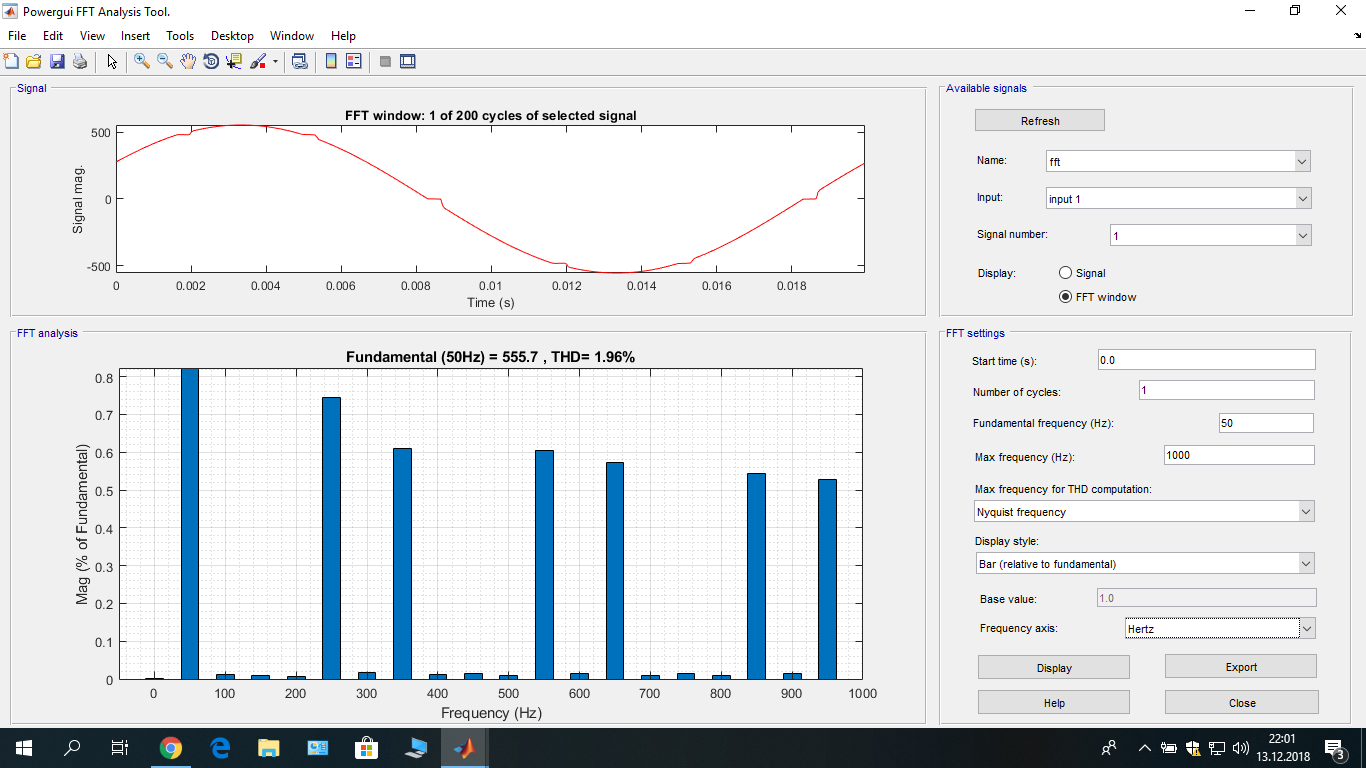 Powergui FFT Analysis Tool.
File Edit View Insert Tools Desktop Window Help
Signal
FFT window: 1 of 200 cycles of selected signal
Signal mag.
500
0
-500
0 0.002 0.004 0.006 0.008 0.01 0.012 0.014 0.016 0.018
Time (s)
FFT analysis
Fundamental (50Hz) = 555.7 , THD= 1.96%
Mag (% of Fundamental)
0.8
0.7
0.6
0.5
0.4
0.3
0.2
0.1
0
0 100 200 300 400 500 600 700 800 900 1000
Frequency (Hz)
Available signals
Refresh
Name: fft
Input: input 1
Signal number: 1
Display: Signal
FFT window
FFT settings
Start time (s): 0.0
Number of cycles: 1
Fundamental frequency (Hz): 50
Max frequency (Hz): 1000
Max frequency for THD computation:
Nyquist frequency
Display style:
Bar (relative to fundamental)
Base value: 1.0
Frequency axis: Hertz
Display Export
Help Close
22:01
13.12.2018
3